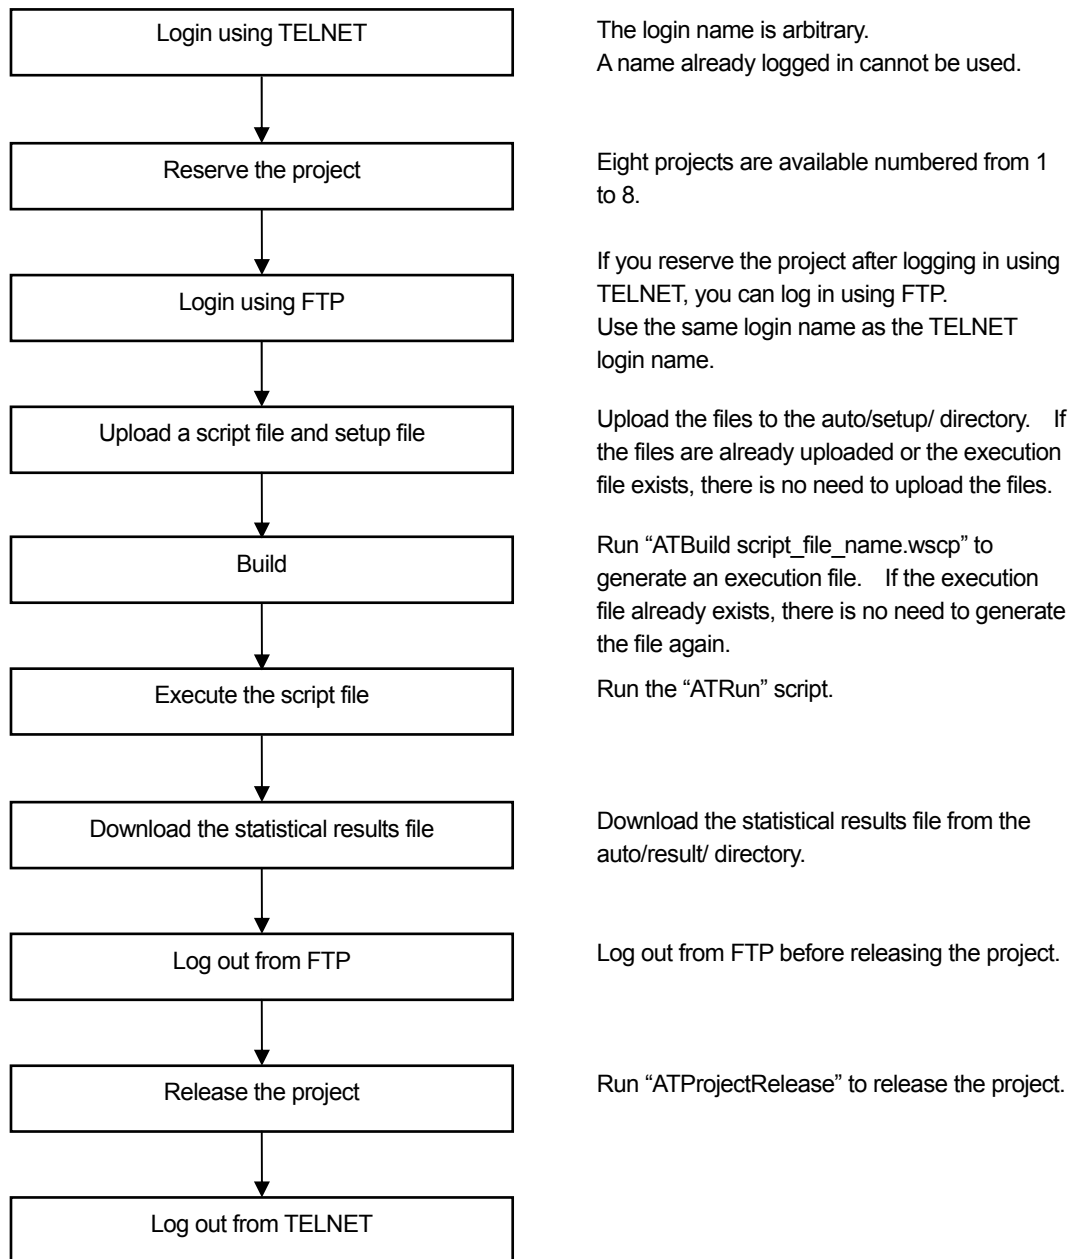 Login using TELNET
The login name is arbitrary.
A name already logged in cannot be used.
Reserve the project
Eight projects are available numbered from 1
to 8.
Login using FTP
If you reserve the project after logging in using
TELNET, you can log in using FTP.
Use the same login name as the TELNET
login name.
Upload a script file and setup file
Upload the files to the auto/setup/ directory.  If
the files are already uploaded or the execution
file exists, there is no need to upload the files.
Build
Run “ATBuild script_file_name.wscp” to
generate an execution file.  If the execution
file already exists, there is no need to generate
the file again.
Execute the script file
Run the “ATRun” script.
Download the statistical results file
Download the statistical results file from the
auto/result/ directory.
Log out from FTP
Log out from FTP before releasing the project.
Release the project
Run “ATProjectRelease” to release the project.
Log out from TELNET